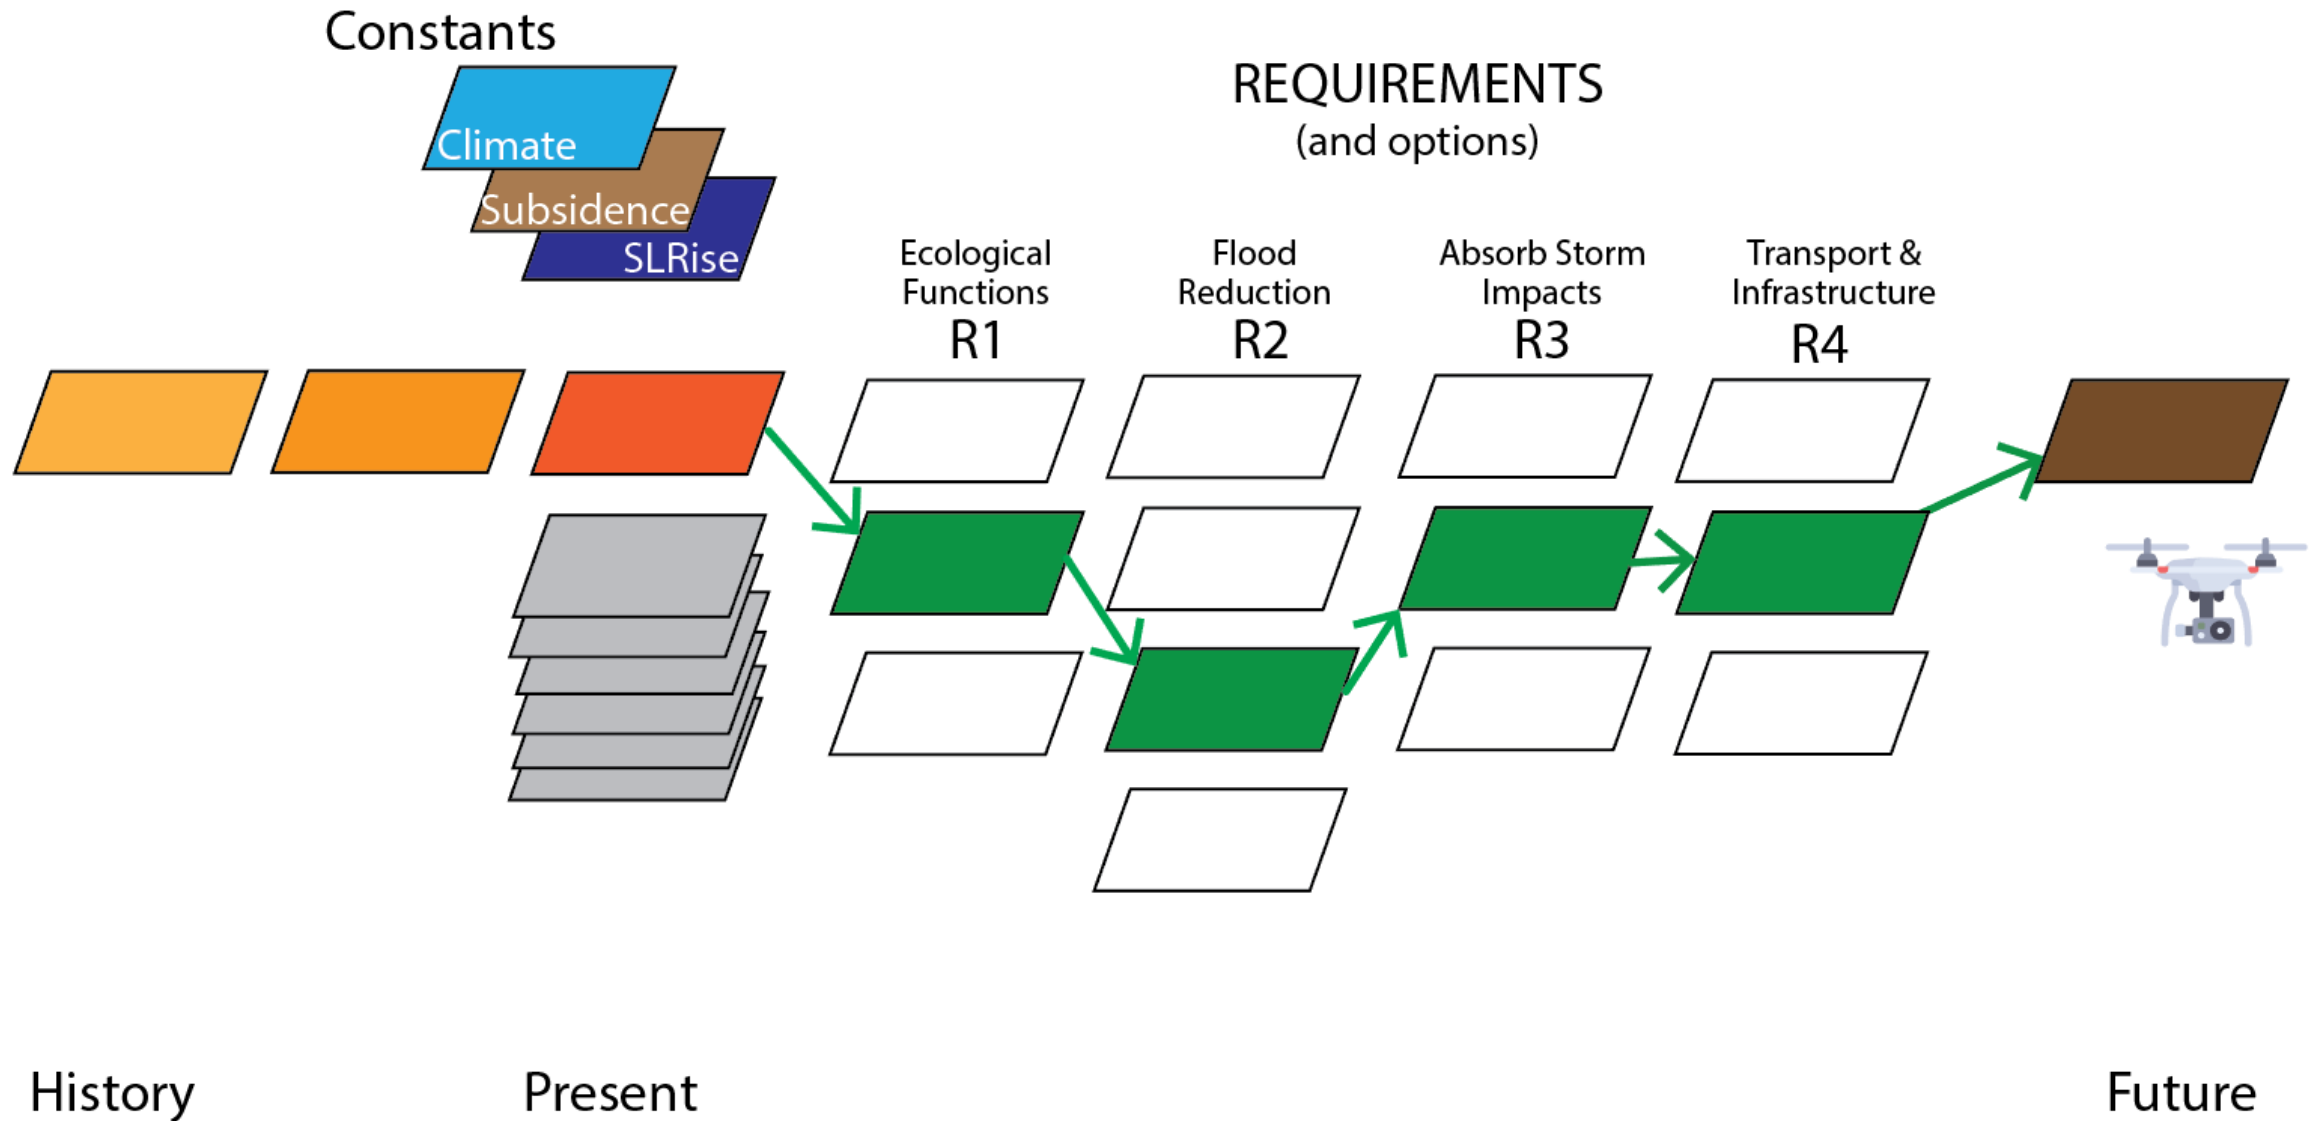 Constants
Climate
Subsidence
SLRise
REQUIREMENTS
(and options)
Ecological
Functions
R1
Flood
Reduction
R2
Absorb Storm
Impacts
R3
Transport &
Infrastructure
R4
History
Present
Future